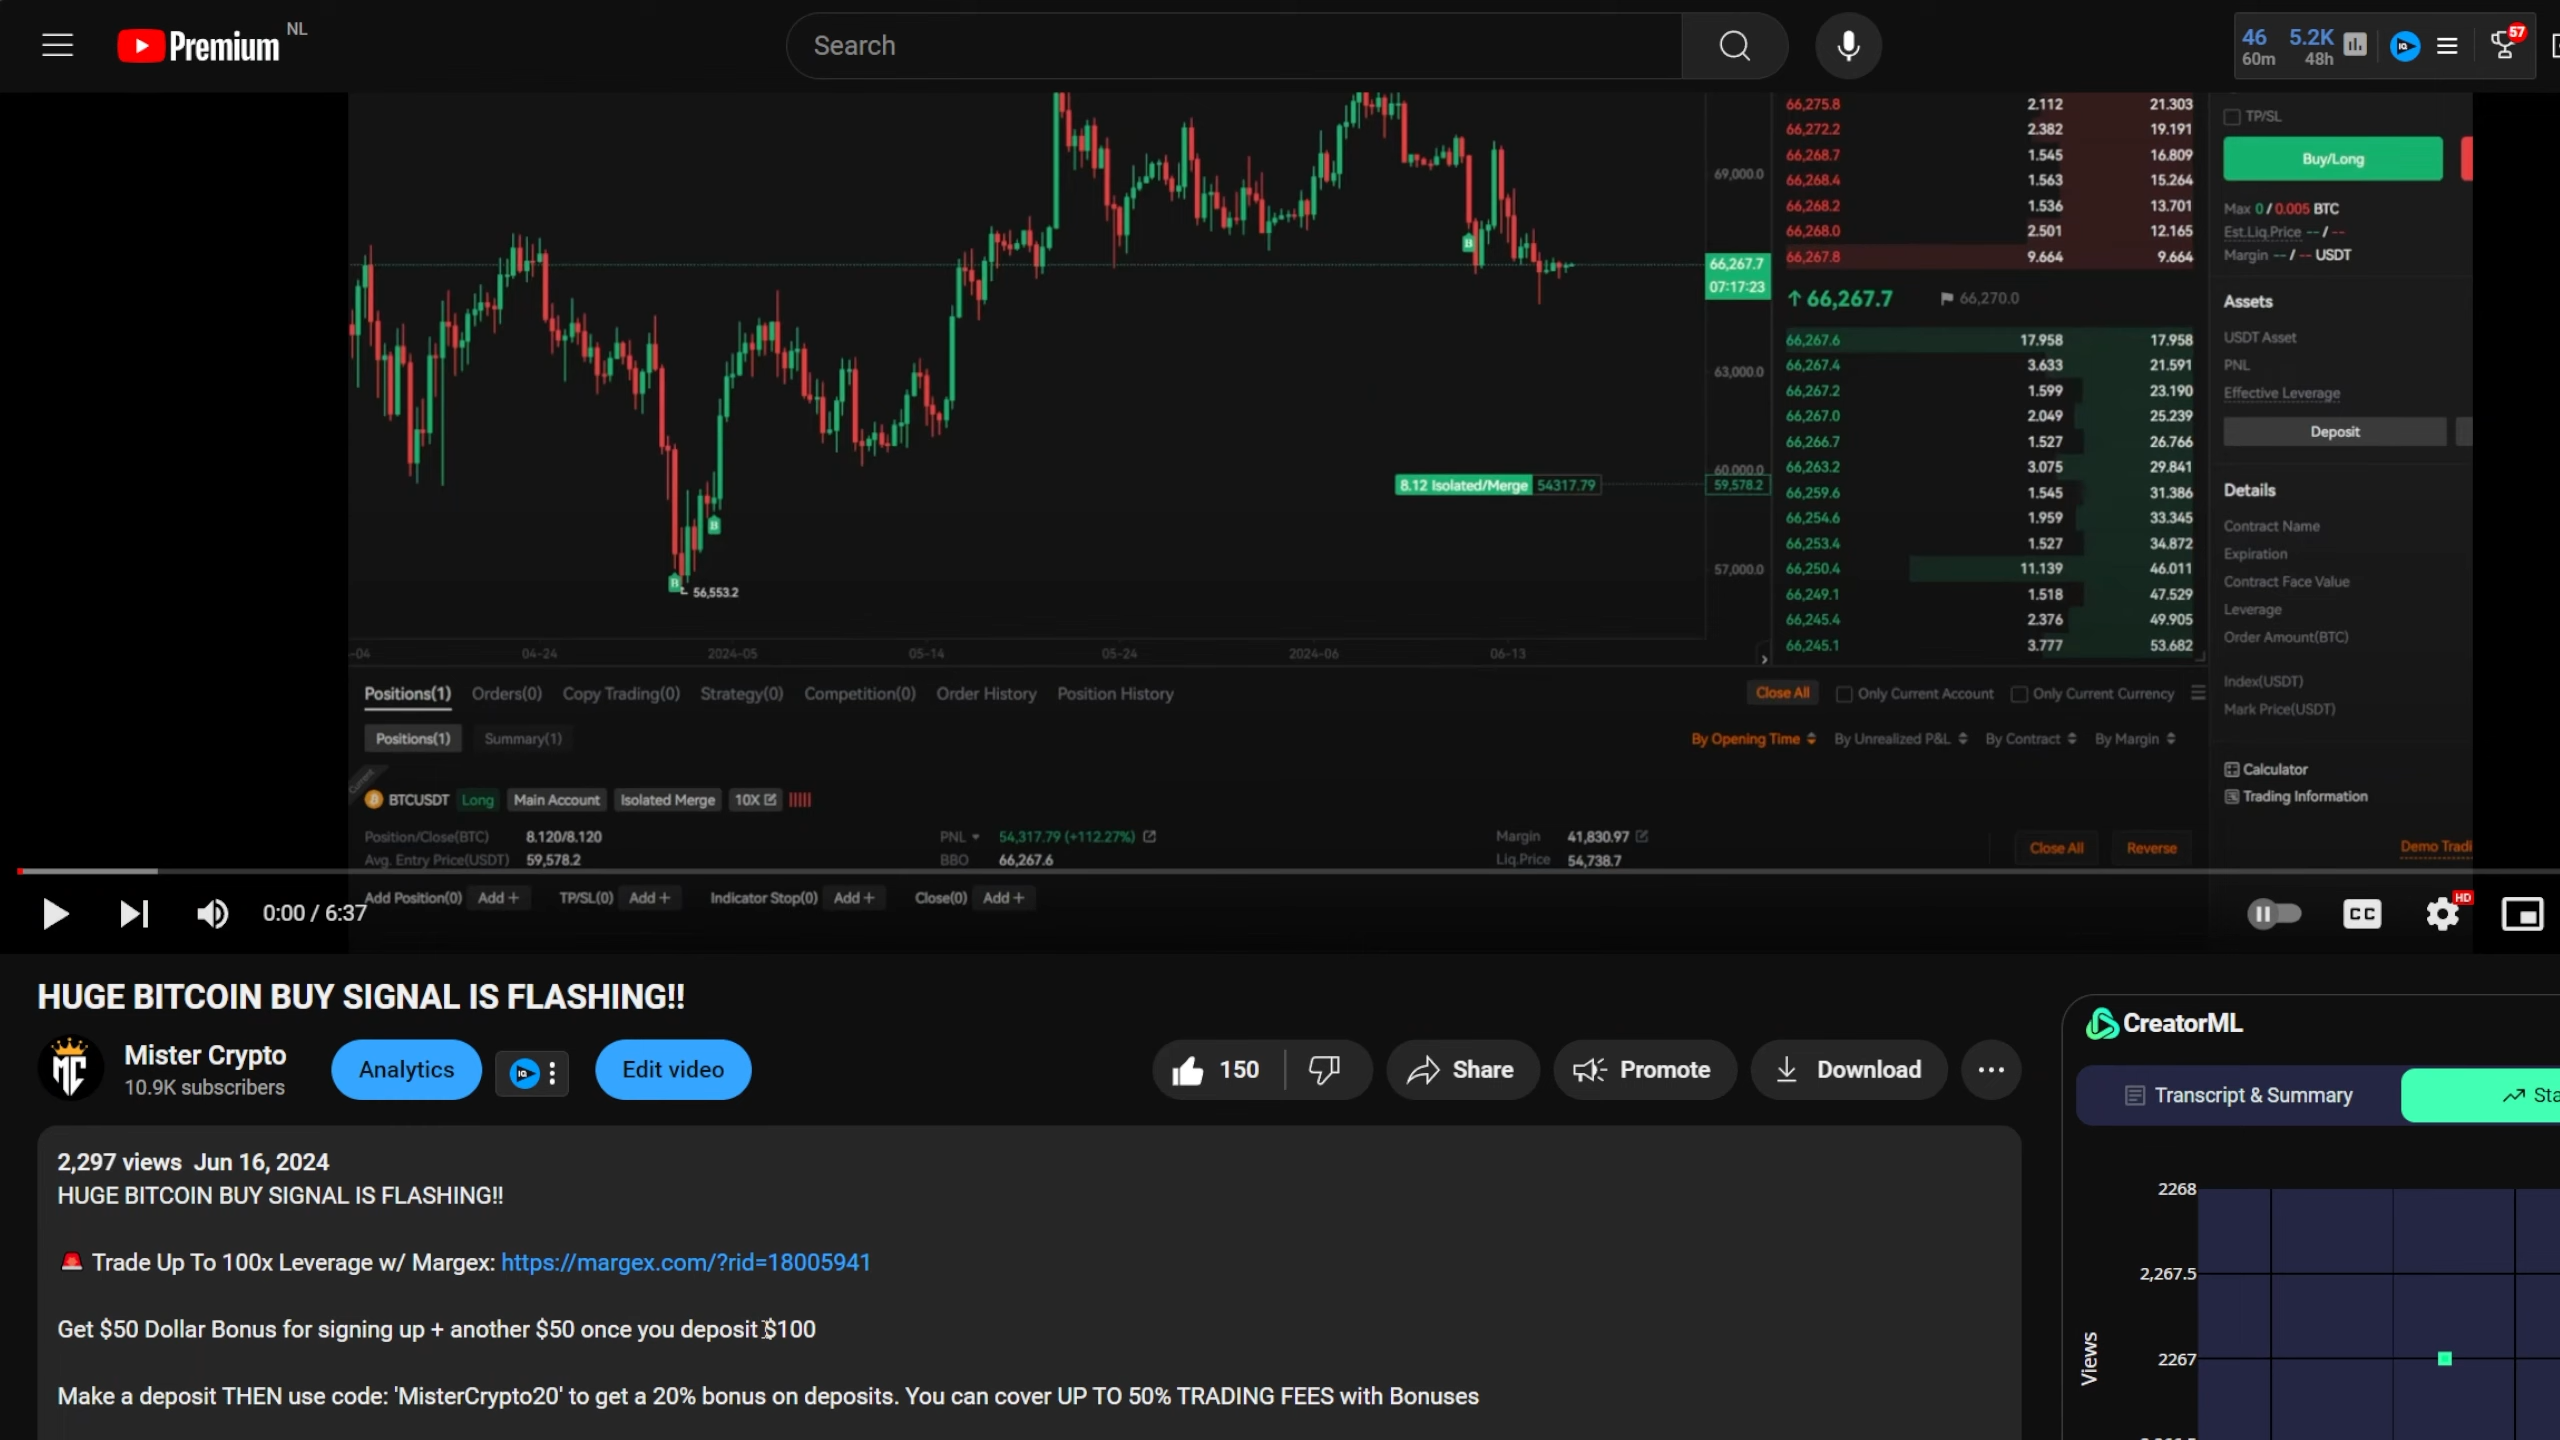 Premium NL
Search
46 5.2K
60m 48h
57
66,275.8 2.112 21.303
66,272.2 2.382 19.191
66,268.7 1.545 16.809
66,268.4 1.563 15.264
66,268.2 1.536 13.701
66,268.0 2.501 12.165
66,267.8 9.664 9.664
66,267.7 66,270.0
66,267.6 17.958 17.958
66,267.4 3.633 21.591
66,267.2 1.599 23.190
66,267.0 2.049 25.239
66,266.7 1.527 26.766
66,263.2 3.075 29.841
66,259.6 1.545 31.386
66,254.6 1.959 33.345
66,253.4 1.527 34.872
66,250.4 11.139 46.011
66,249.1 1.518 47.529
66,245.4 2.376 49.905
66,245.1 3.777 53.682
TP/SL
Buy/Long
Max 0 / 0.005 BTC
Est.Liq.Price -- / --
Margin -- / -- USDT
Assets
USDT Asset
PNL
Effective Leverage
Deposit
Details
Contract Name
Expiration
Contract Face Value
Leverage
Order Amount(BTC)
Index(USDT)
Mark Price(USDT)
Calculator
Trading Information
Demo Tradi
69,000.0
66,267.7
07:17:23
63,000.0
60,000.0
59,578.2
57,000.0
8.12 Isolated/Merge 54317.79
B
B
B
56,553.2
-04 04-24 2024-05 05-14 05-24 2024-06 06-13
Positions(1) Orders(0) Copy Trading(0) Strategy(0) Competition(0) Order History Position History
Close All Only Current Account Only Current Currency
Positions(1) Summary(1)
By Opening Time By Unrealized P&L By Contract By Margin
Current
BTCUSDT Long Main Account Isolated Merge 10X
Position/Close(BTC) 8.120/8.120 PNL 54,317.79 (+112.27%) Margin 41,830.97
Close All Reverse
Avg. Entry Price(USDT) 59,578.2 BBO 66,267.6 Liq.Price 54,738.7
Add Position(0) Add + TP/SL(0) Add + Indicator Stop(0) Add + Close(0) Add +
0:00 / 6:37
CC
HD
HUGE BITCOIN BUY SIGNAL IS FLASHING!!
MC
Mister Crypto
10.9K subscribers
Analytics
IQ
Edit video
150
Share
Promote
Download
2,297 views Jun 16, 2024
HUGE BITCOIN BUY SIGNAL IS FLASHING!!
Trade Up To 100x Leverage w/ Margex: https://margex.com/?rid=18005941
Get $50 Dollar Bonus for signing up + another $50 once you deposit $100
Make a deposit THEN use code: 'MisterCrypto20' to get a 20% bonus on deposits. You can cover UP TO 50% TRADING FEES with Bonuses
CreatorML
Transcript & Summary
Sta
2268
2,267.5
2267
Views